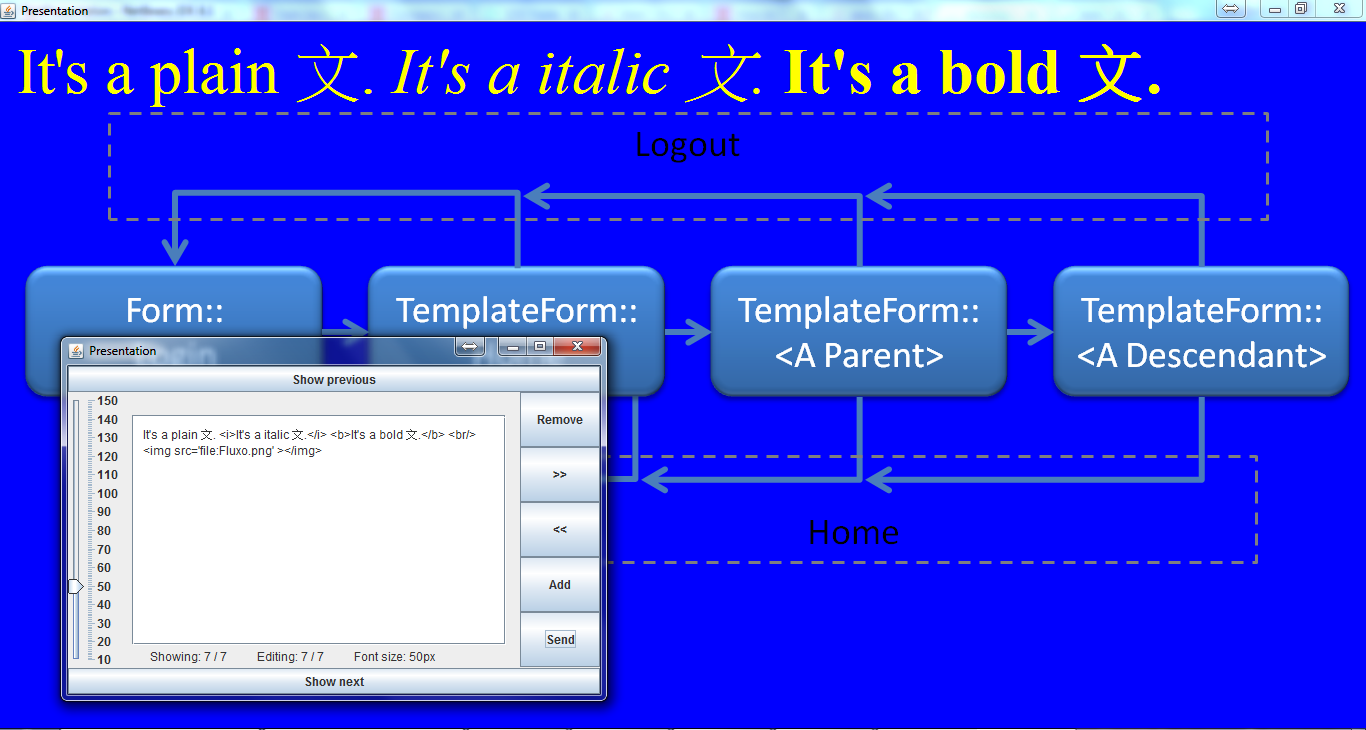 Presentation
It's a plain 文. It's a italic 文. It's a bold 文.
Logout
Form::
TemplateForm::
TemplateForm::
<A Parent>
TemplateForm::
<A Descendant>
Presentation
Show previous
150
140
130
120
110
100
90
80
70
60
50
40
30
20
10
It's a plain 文. <i>It's a italic 文.</i> <b>It's a bold 文.</b> <br/>
<img src='file:Fluxo.png' ></img>
Remove
>>
<<
Add
Send
Showing: 7 / 7 Editing: 7 / 7 Font size: 50px
Show next
Home